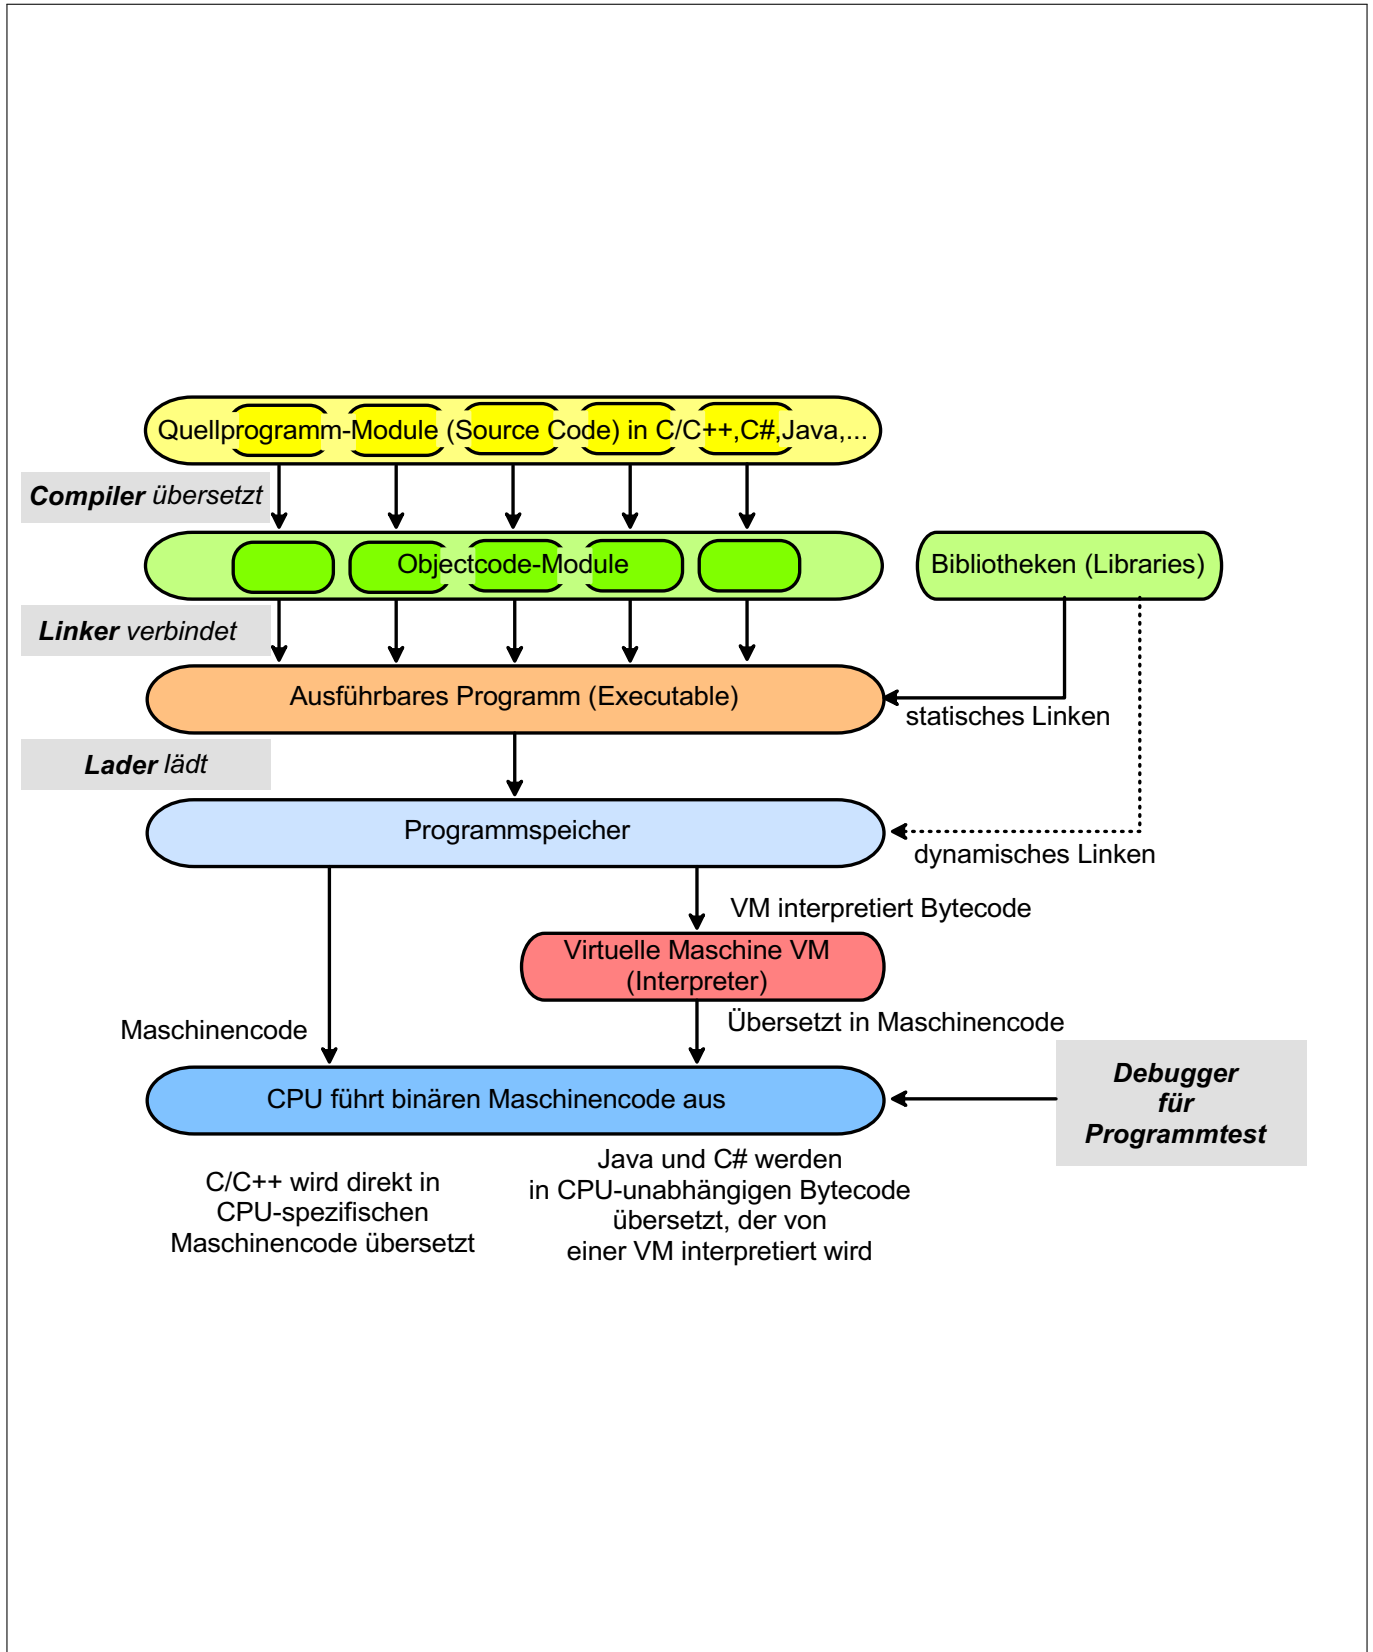 Quellprogramm-Module (Source Code) in C/C++,C#,Java,...
Compiler übersetzt
Objectcode-Module
Bibliotheken (Libraries)
Linker verbindet
Ausführbares Programm (Executable)
statisches Linken
Lader lädt
Programmspeicher
dynamisches Linken
VM interpretiert Bytecode
Virtuelle Maschine VM
(Interpreter)
Maschinencode
Übersetzt in Maschinencode
CPU führt binären Maschinencode aus
Debugger
für
Programmtest
C/C++ wird direkt in
CPU-spezifischen
Maschinencode übersetzt
Java und C# werden
in CPU-unabhängigen Bytecode
übersetzt, der von
einer VM interpretiert wird